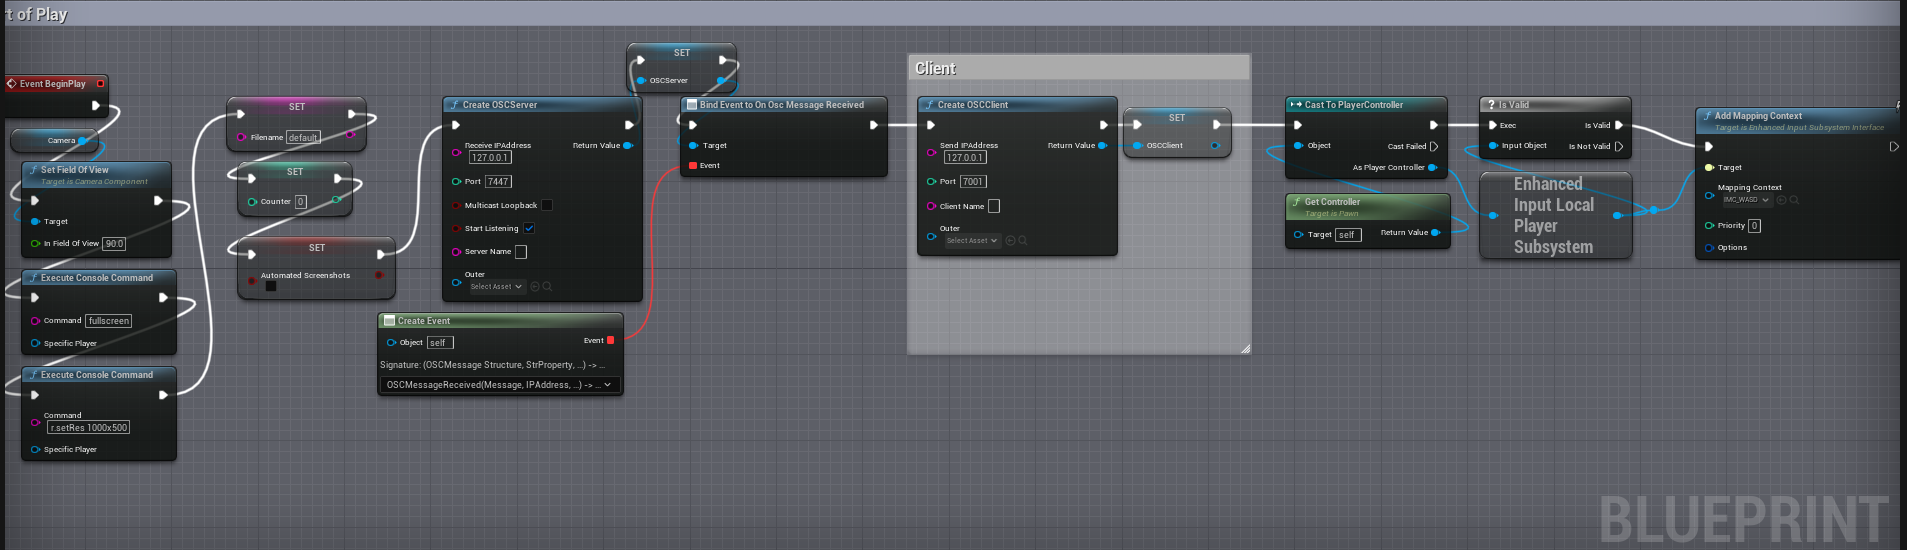 t of Play
Event BeginPlay
Camera
Set Field Of View
Target is Camera Component
Target
In Field Of View 90.0
Execute Console Command
Command fullscreen
Specific Player
Execute Console Command
Command
r.setRes 1000x500
Specific Player
SET
Filename default
SET
Counter 0
SET
Automated Screenshots
Create OSCServer
Receive IPAddress
127.0.0.1
Return Value
Port 7447
Multicast Loopback
Start Listening
Server Name
Outer
Select Asset
Create Event
Object self
Event
Signature: (OSCMessage Structure, StrProperty, ...) -> ...
OSCMessageReceived(Message, IPAddress, ...) -> ...
SET
OSCServer
Bind Event to On Osc Message Received
Target
Event
Client
Create OSCClient
Send IPAddress
127.0.0.1
Return Value
Port 7001
Client Name
Outer
Select Asset
SET
OSCClient
Cast To PlayerController
Object
Cast Failed
As Player Controller
Get Controller
Target is Pawn
Target self
Return Value
? Is Valid
Exec
Is Valid
Input Object
Is Not Valid
Enhanced
Input Local
Player
Subsystem
Add Mapping Context
Target is Enhanced Input Subsystem Interface
Target
Mapping Context
IMC_WASD
Priority 0
Options
BLUEPRINT